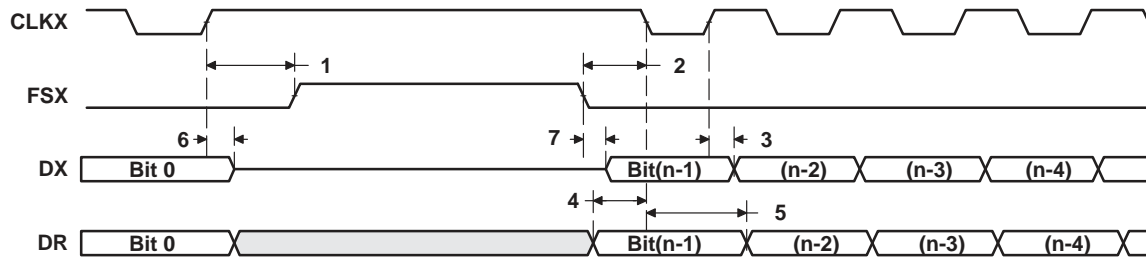 CLKX
1
2
FSX
6
7
3
DX
Bit 0
Bit(n-1)
(n-2)
(n-3)
(n-4)
4
5
DR
Bit 0
Bit(n-1)
(n-2)
(n-3)
(n-4)